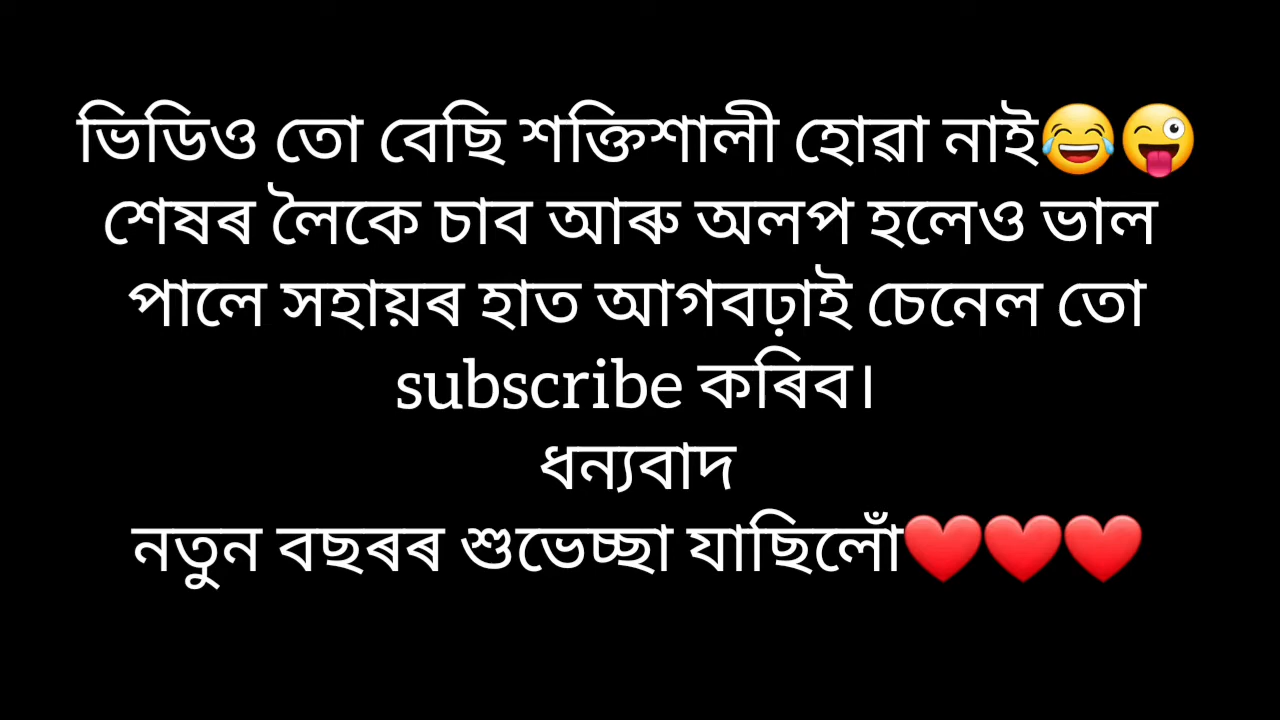 ভিডিও তো বেছি শক্তিশালী হোৱা নাই😂😜
শেষৰ লৈকে চাব আৰু অলপ হলেও ভাল
পালে সহায়ৰ হাত আগবঢ়াই চেনেল তো
subscribe কৰিব।
ধন্যবাদ
নতুন বছৰৰ শুভেচ্ছা যাছিলোঁ❤️❤️❤️